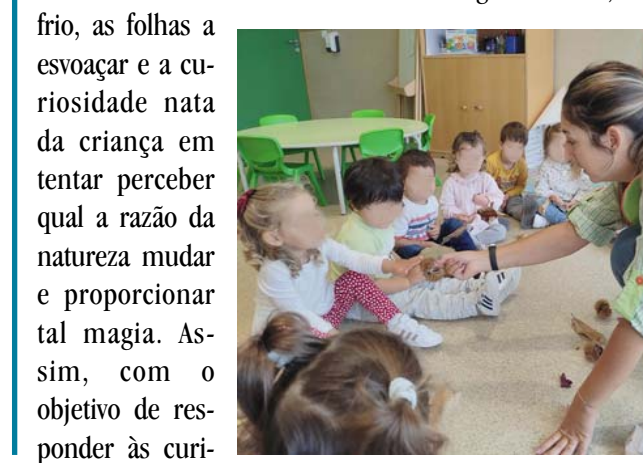 frio, as folhas a
esvoaçar e a cu-
riosidade nata
da criança em
tentar perceber
qual a razão da
natureza mudar
e proporcionar
tal magia. As-
sim, com o
objetivo de res-
ponder às curi-